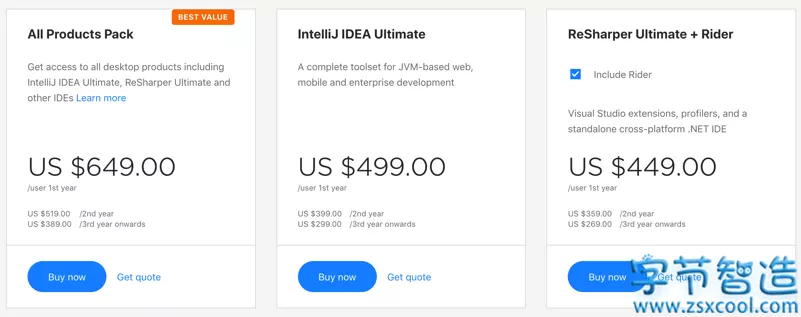 BEST VALUE
All Products Pack
Get access to all desktop products including
IntelliJ IDEA Ultimate, ReSharper Ultimate and
other IDEs Learn more
US $649.00
/user 1st year
US $519.00 /2nd year
US $389.00 /3rd year onwards
Buy now
Get quote
IntelliJ IDEA Ultimate
A complete toolset for JVM-based web,
mobile and enterprise development
US $499.00
/user 1st year
US $399.00 /2nd year
US $299.00 /3rd year onwards
Buy now
Get quote
ReSharper Ultimate + Rider
Include Rider
Visual Studio extensions, profilers, and a
standalone cross-platform .NET IDE
US $449.00
/user 1st year
US $359.00 /2nd year
US $269.00 /3rd year onwards
Buy now
Get quote
字节智造
www.zsxcool.com